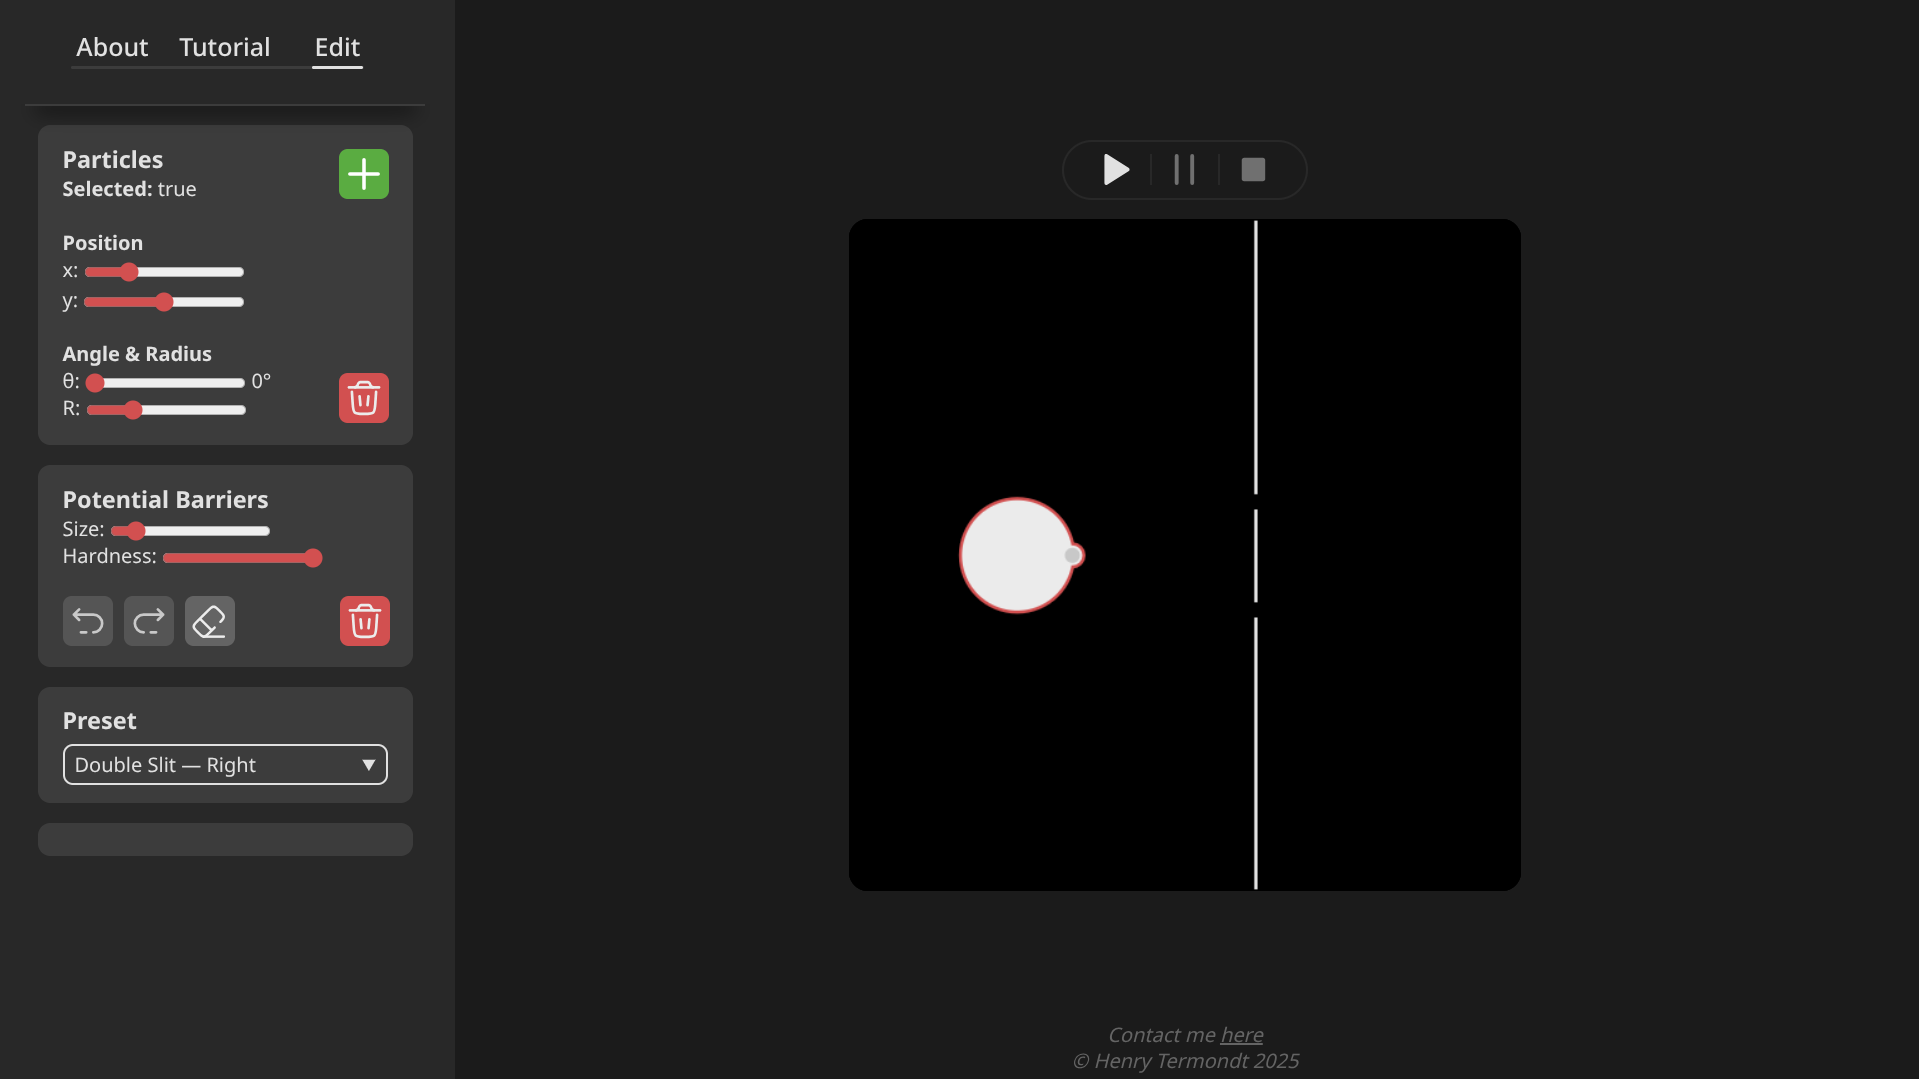 About Tutorial Edit
Particles
Selected: true
Position
x:
y:
Angle & Radius
θ: 0°
R:
Potential Barriers
Size:
Hardness:
Preset
Double Slit — Right
Contact me here
© Henry Termondt 2025